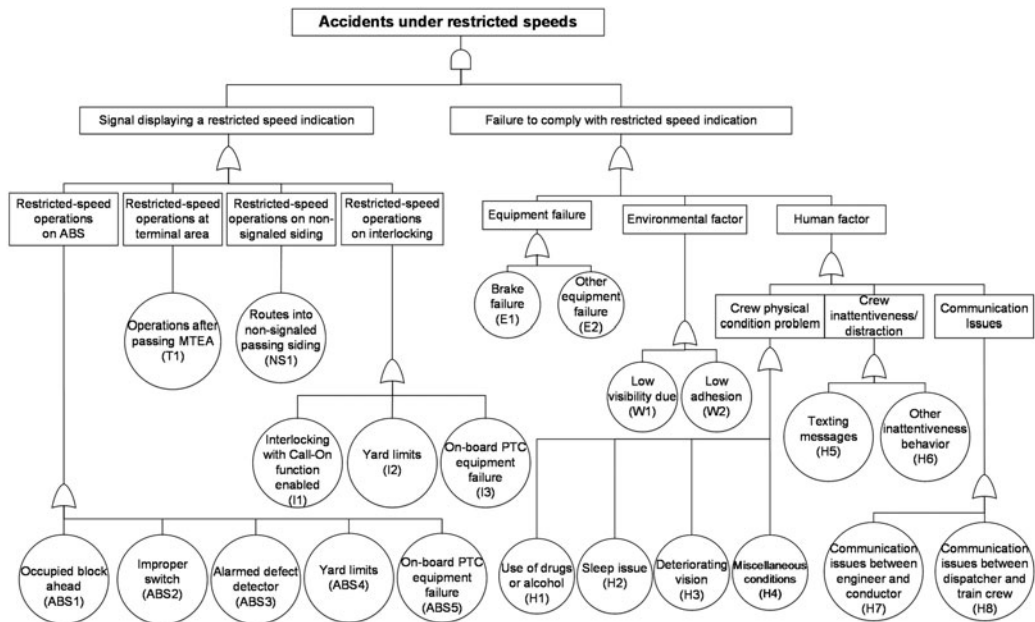 Accidents under restricted speeds
Signal displaying a restricted speed indication
Failure to comply with restricted speed indication
Restricted-speed
operations
on ABS
Restricted-speed
operations at
terminal area
Restricted-speed
operations on non-
signaled siding
Restricted-speed
operations
on interlocking
Equipment failure
Environmental factor
Human factor
Brake
failure
(E1)
Other
equipment
failure
(E2)
Crew physical
condition problem
Crew
inattentiveness/
distraction
Communication
Issues
Operations after
passing MTEA
(T1)
Routes into
non-signaled
passing siding
(NS1)
Low
visibility due
(W1)
Low
adhesion
(W2)
Texting
messages
(H5)
Other
inattentiveness
behavior
(H6)
Interlocking
with Call-On
function
enabled
(I1)
Yard limits
(I2)
On-board PTC
equipment
failure
(I3)
Occupied block
ahead
(ABS1)
Improper
switch
(ABS2)
Alarmed defect
detector
(ABS3)
Yard limits
(ABS4)
On-board PTC
equipment
failure
(ABS5)
Use of drugs
or alcohol
(H1)
Sleep issue
(H2)
Deteriorating
vision
(H3)
Miscellaneous
conditions
(H4)
Communication
issues between
engineer and
conductor
(H7)
Communication
issues between
dispatcher and
train crew
(H8)